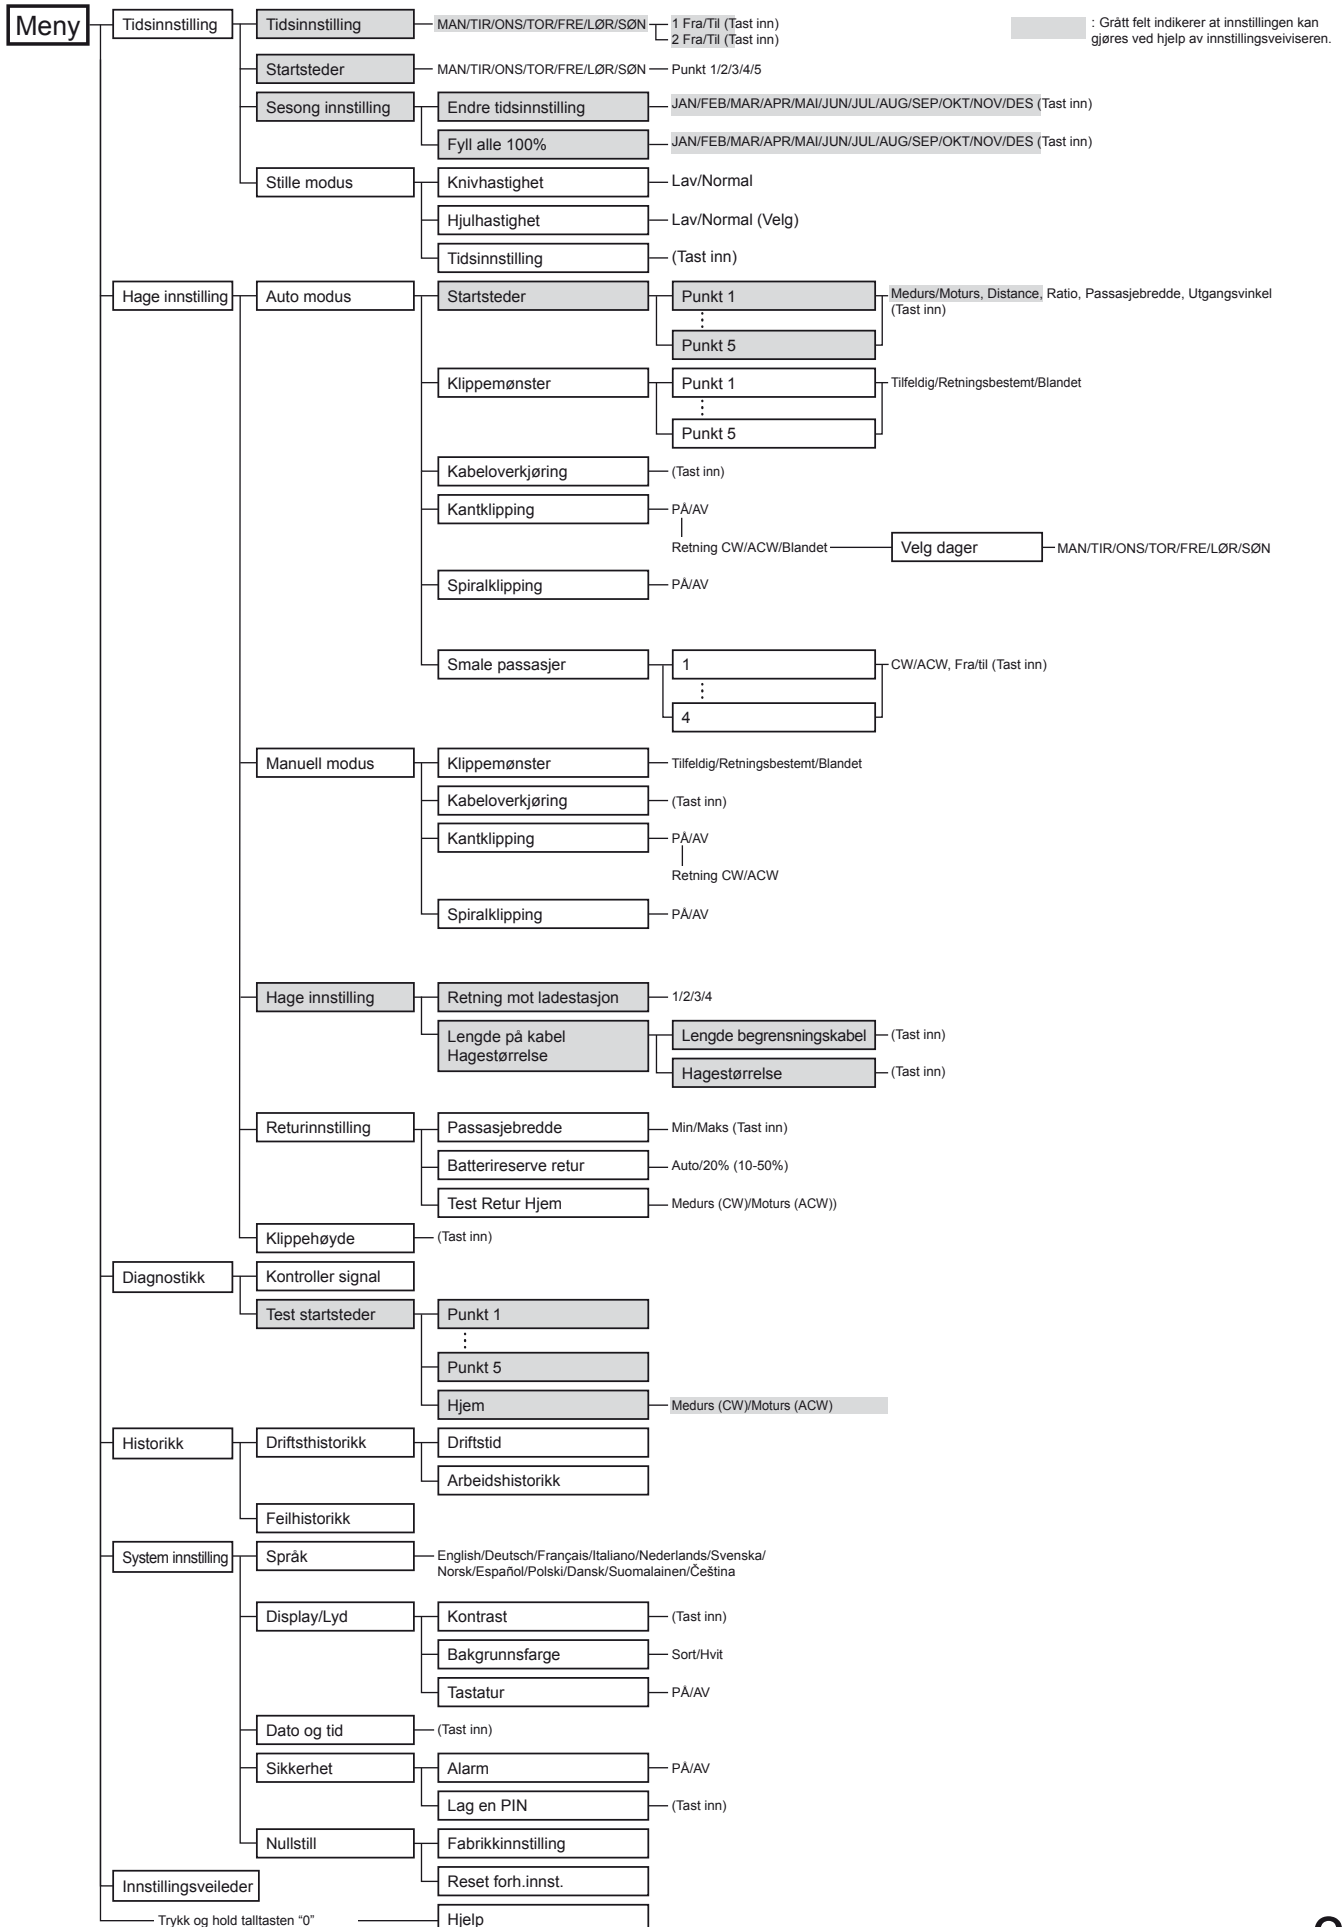 Meny
Tidsinnstilling
Tidsinnstilling
MAN/TIR/ONS/TOR/FRE/LØR/SØN
1 Fra/Til (Tast inn)
2 Fra/Til (Tast inn)
: Grått felt indikerer at innstillingen kan
gjøres ved hjelp av innstillingsveiviseren.
Startsteder
MAN/TIR/ONS/TOR/FRE/LØR/SØN
Punkt 1/2/3/4/5
Sesong innstilling
Endre tidsinnstilling
JAN/FEB/MAR/APR/MAI/JUN/JUL/AUG/SEP/OKT/NOV/DES (Tast inn)
Fyll alle 100%
JAN/FEB/MAR/APR/MAI/JUN/JUL/AUG/SEP/OKT/NOV/DES (Tast inn)
Stille modus
Knivhastighet
Lav/Normal
Hjulhastighet
Lav/Normal (Velg)
Tidsinnstilling
(Tast inn)
Hage innstilling
Auto modus
Startsteder
Punkt 1
Medurs/Moturs, Distance, Ratio, Passasjebredde, Utgangsvinkel
(Tast inn)
Punkt 5
Klippemønster
Punkt 1
Tilfeldig/Retningsbestemt/Blandet
Punkt 5
Kabeloverkjøring
(Tast inn)
Kantklipping
PÅ/AV
Retning CW/ACW/Blandet
Velg dager
MAN/TIR/ONS/TOR/FRE/LØR/SØN
Spiralklipping
PÅ/AV
Smale passasjer
1
CW/ACW, Fra/til (Tast inn)
4
Manuell modus
Klippemønster
Tilfeldig/Retningsbestemt/Blandet
Kabeloverkjøring
(Tast inn)
Kantklipping
PÅ/AV
Retning CW/ACW
Spiralklipping
PÅ/AV
Hage innstilling
Retning mot ladestasjon
1/2/3/4
Lengde på kabel
Hagestørrelse
Lengde begrensningskabel
(Tast inn)
Hagestørrelse
(Tast inn)
Returinnstilling
Passasjebredde
Min/Maks (Tast inn)
Batterireserve retur
Auto/20% (10-50%)
Test Retur Hjem
Medurs (CW)/Moturs (ACW))
Klippehøyde
(Tast inn)
Diagnostikk
Kontroller signal
Test startsteder
Punkt 1
Punkt 5
Hjem
Medurs (CW)/Moturs (ACW)
Historikk
Driftsthistorikk
Driftstid
Arbeidshistorikk
Feilhistorikk
System innstilling
Språk
English/Deutsch/Français/Italiano/Nederlands/Svenska/
Norsk/Español/Polski/Dansk/Suomalainen/Čeština
Display/Lyd
Kontrast
(Tast inn)
Bakgrunnsfarge
Sort/Hvit
Tastatur
PÅ/AV
Dato og tid
(Tast inn)
Sikkerhet
Alarm
PÅ/AV
Lag en PIN
(Tast inn)
Nullstill
Fabrikkinnstilling
Reset forh.innst.
Innstillingsveileder
Trykk og hold talltasten “0”
Hjelp